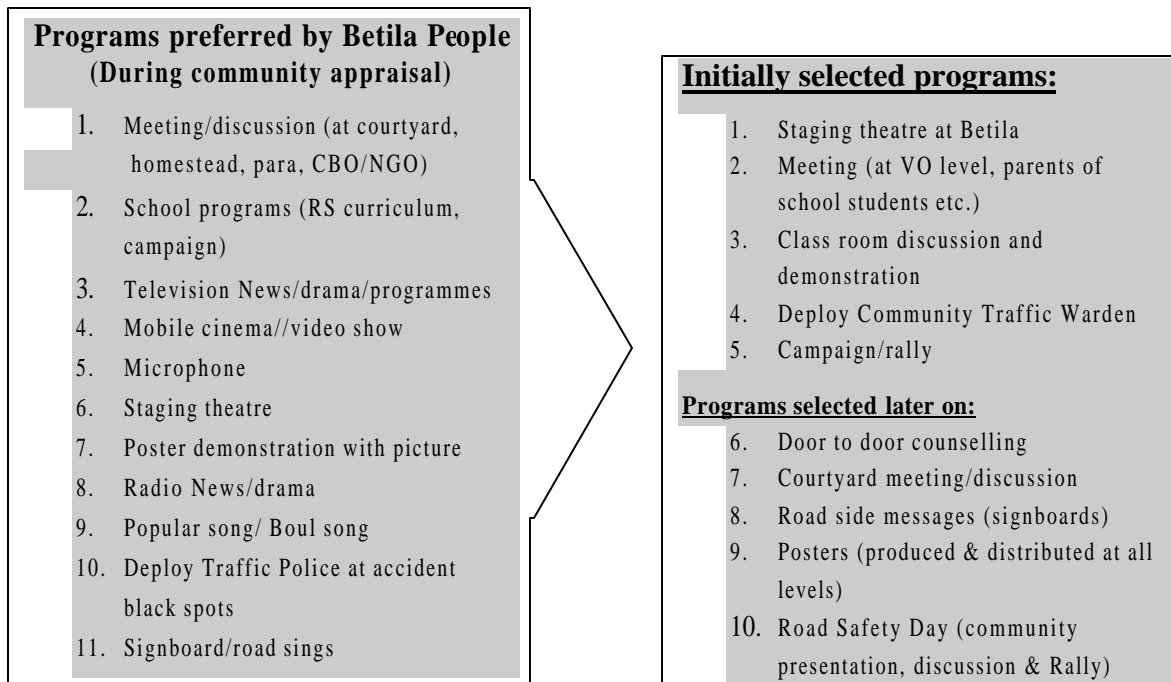 Programs preferred by Betila People
(During community appraisal)
1. Meeting/discussion (at courtyard,
homestead, para, CBO/NGO)
2. School programs (RS curriculum,
campaign)
3. Television News/drama/programmes
4. Mobile cinema//video show
5. Microphone
6. Staging theatre
7. Poster demonstration with picture
8. Radio News/drama
9. Popular song/ Boul song
10. Deploy Traffic Police at accident
black spots
11. Signboard/road sings
Initially selected programs:
1. Staging theatre at Betila
2. Meeting (at VO level, parents of
school students etc.)
3. Class room discussion and
demonstration
4. Deploy Community Traffic Warden
5. Campaign/rally
Programs selected later on:
6. Door to door counselling
7. Courtyard meeting/discussion
8. Road side messages (signboards)
9. Posters (produced & distributed at all
levels)
10. Road Safety Day (community
presentation, discussion & Rally)